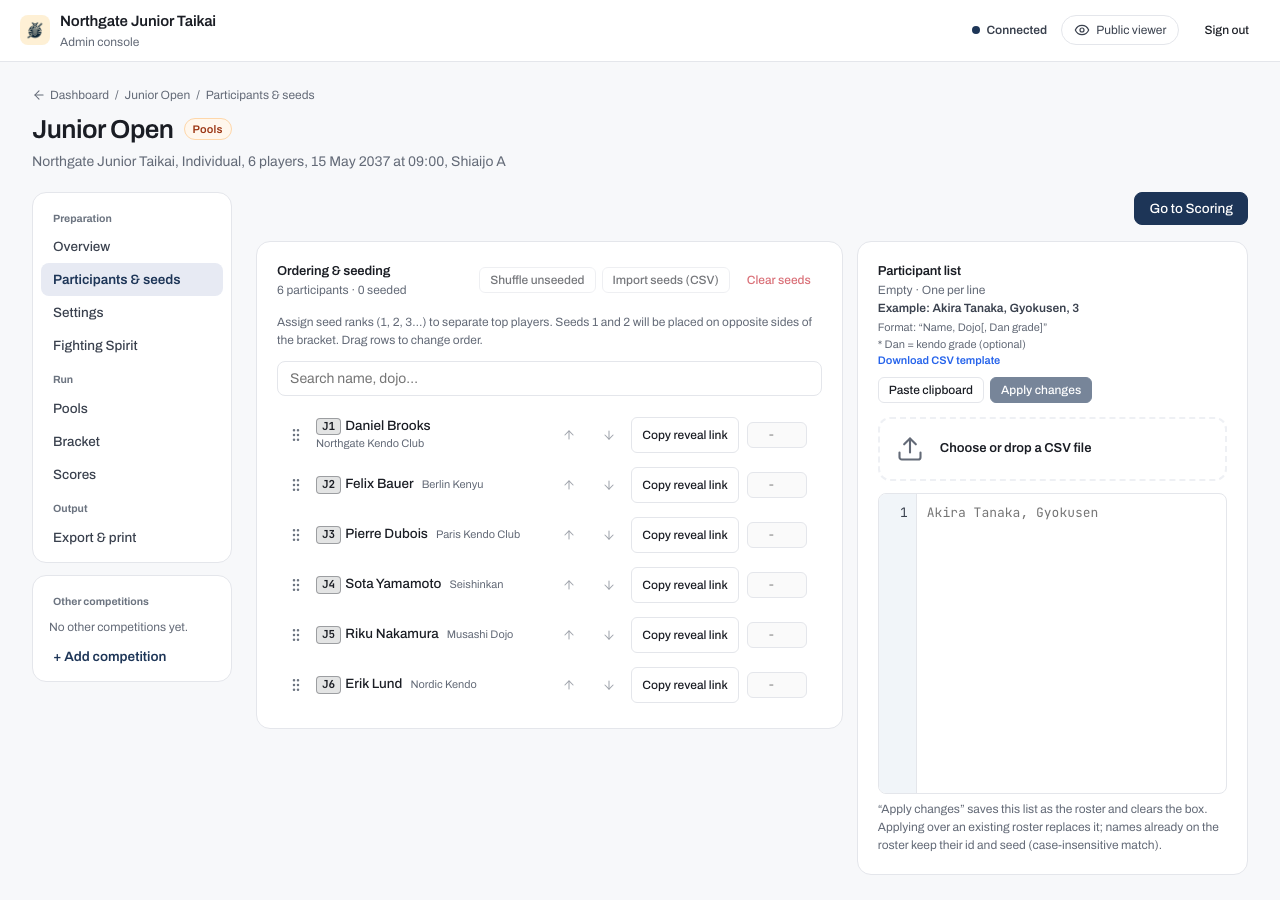 Northgate Junior Taikai
Admin console
Connected
Public viewer
Sign out
Dashboard / Junior Open / Participants & seeds
Junior Open
Pools
Northgate Junior Taikai, Individual, 6 players, 15 May 2037 at 09:00, Shiaijo A
Preparation
Overview
Participants & seeds
Settings
Fighting Spirit
Run
Pools
Bracket
Scores
Output
Export & print
Other competitions
No other competitions yet.
+ Add competition
Go to Scoring
Ordering & seeding
6 participants · 0 seeded
Shuffle unseeded
Import seeds (CSV)
Clear seeds
Assign seed ranks (1, 2, 3…) to separate top players. Seeds 1 and 2 will be placed on opposite sides of
the bracket. Drag rows to change order.
Search name, dojo…
J1 Daniel Brooks
Northgate Kendo Club
Copy reveal link -
J2 Felix Bauer Berlin Kenyu Copy reveal link -
J3 Pierre Dubois Paris Kendo Club Copy reveal link -
J4 Sota Yamamoto Seishinkan Copy reveal link -
J5 Riku Nakamura Musashi Dojo Copy reveal link -
J6 Erik Lund Nordic Kendo Copy reveal link -
Participant list
Empty · One per line
Example: Akira Tanaka, Gyokusen, 3
Format: “Name, Dojo[, Dan grade]”
* Dan = kendo grade (optional)
Download CSV template
Paste clipboard
Apply changes
Choose or drop a CSV file
1 Akira Tanaka, Gyokusen
“Apply changes” saves this list as the roster and clears the box.
Applying over an existing roster replaces it; names already on the
roster keep their id and seed (case-insensitive match).